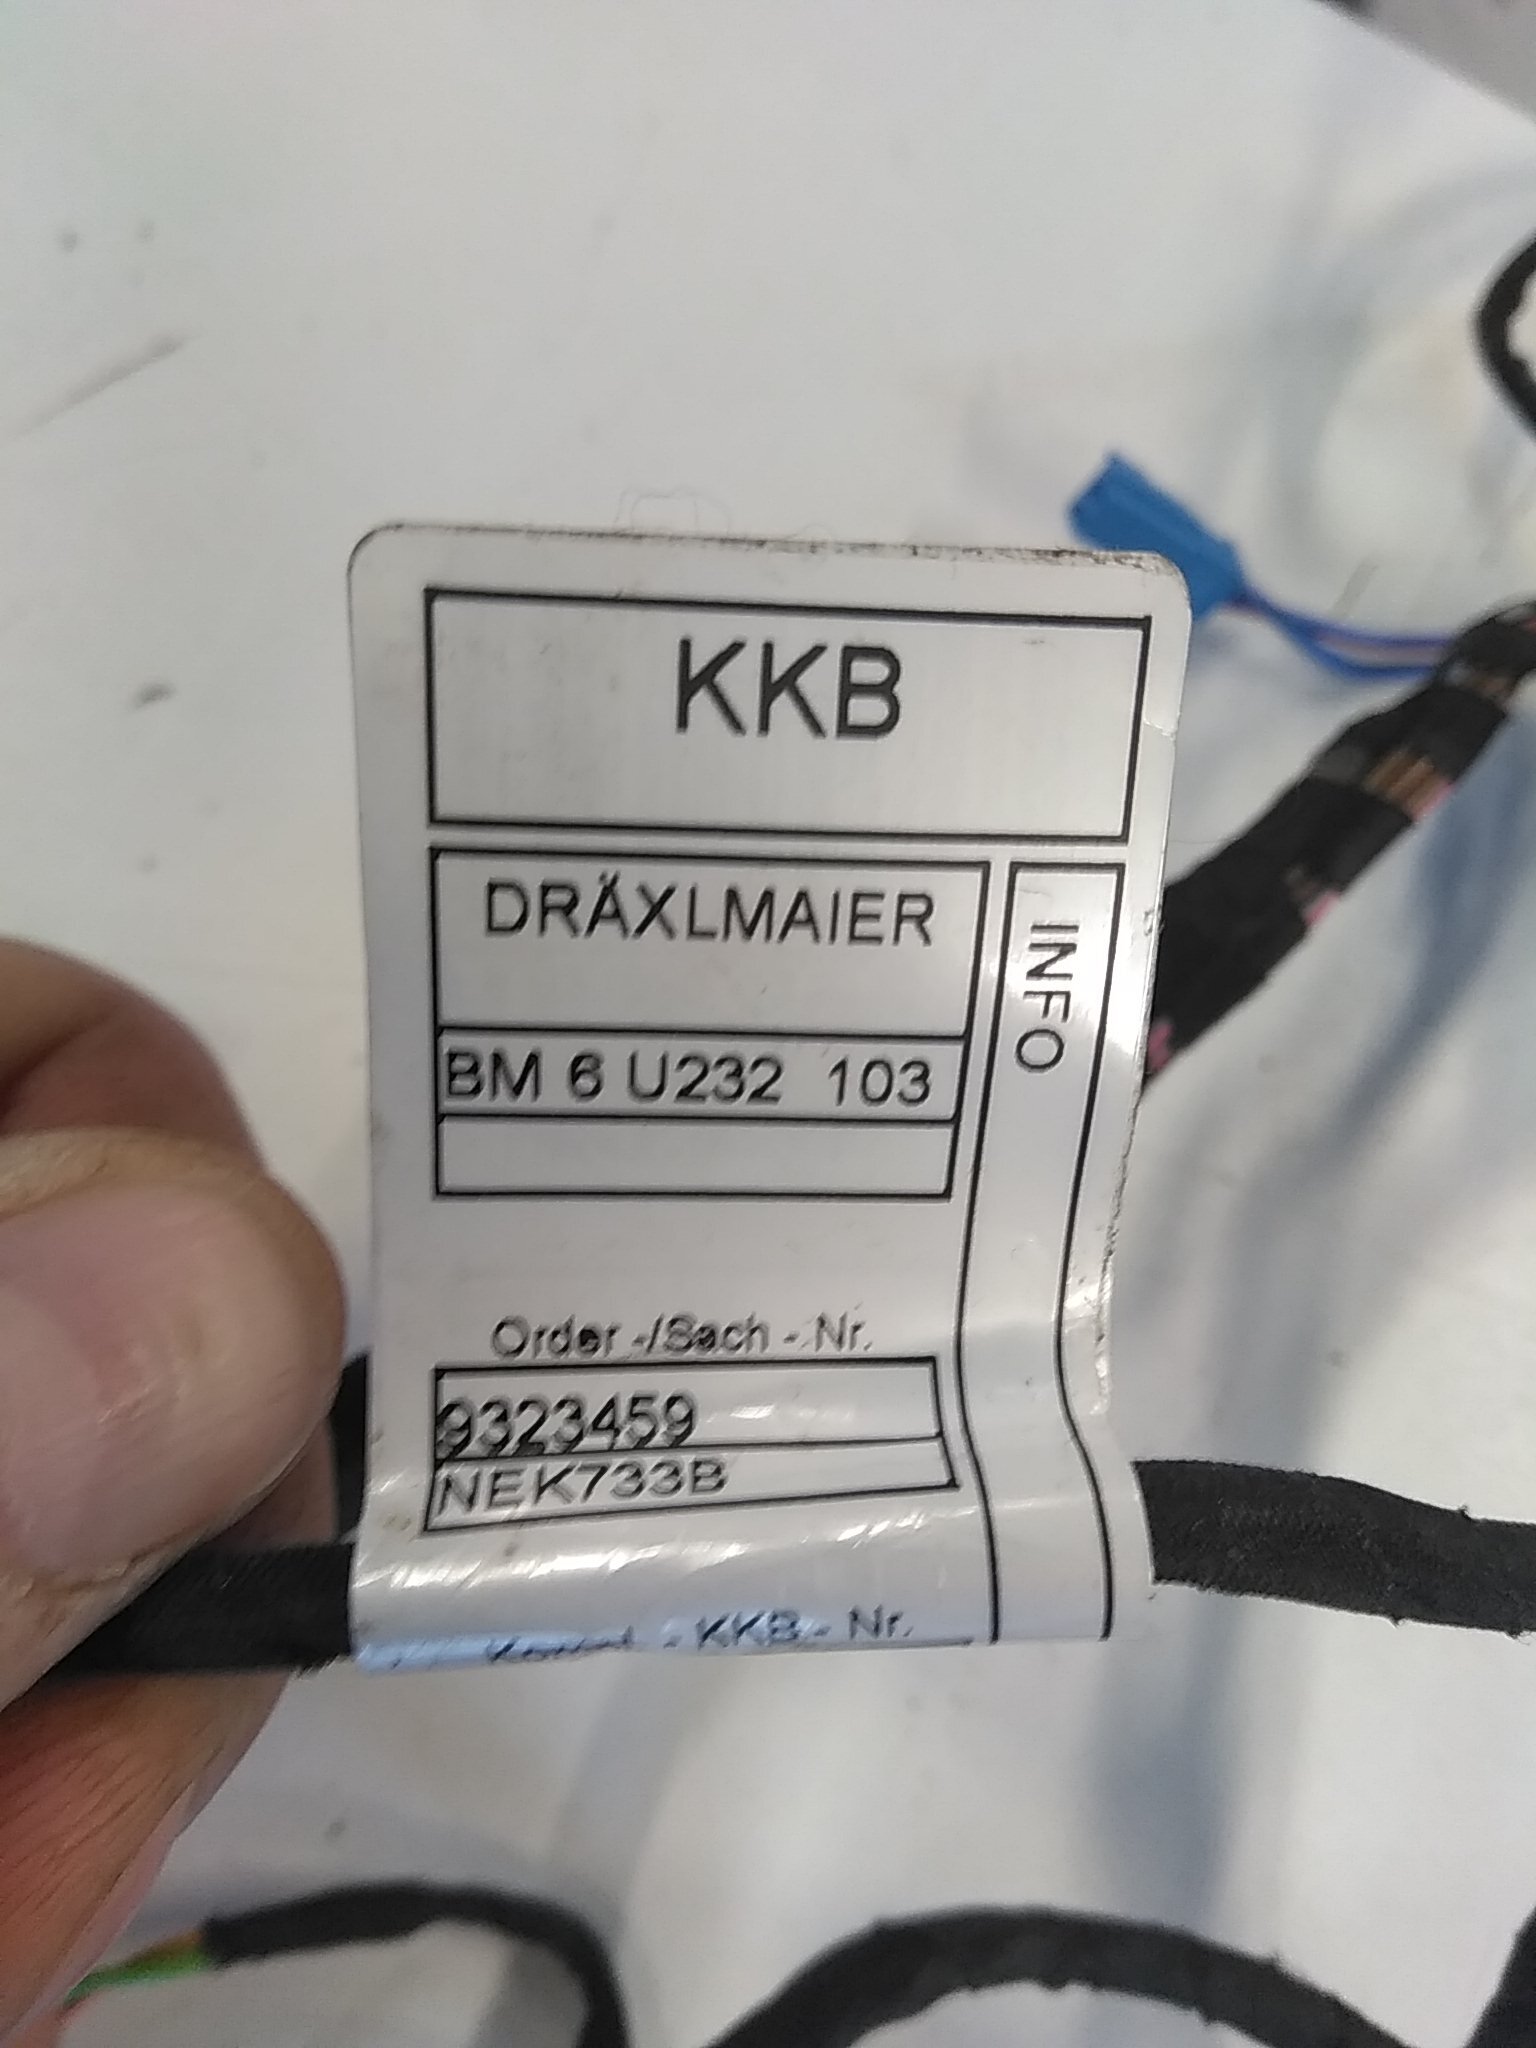 KKB
DRÄXLMAIER
INFO
BM 6 U232 103
Order -/Sach - Nr.
9323459
NEK733B
- KKB - Nr.